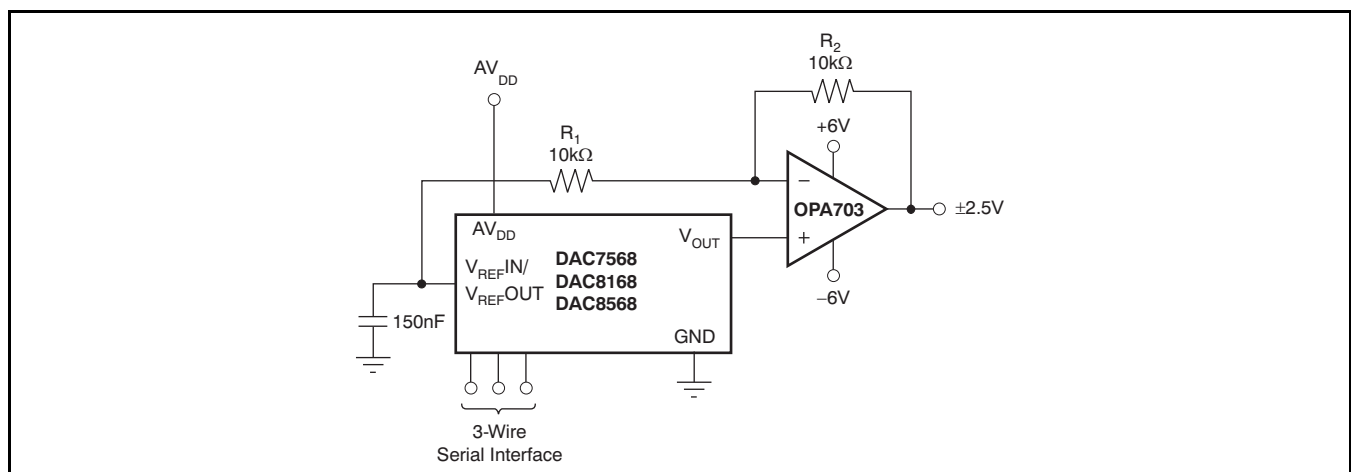 R2
10kΩ
AVDD
+6V
R1
10kΩ
−
OPA703
±2.5V
+
AVDD
VOUT
DAC7568
VREFIN/
DAC8168
VREFOUT
DAC8568
−6V
150nF
GND
3-Wire
Serial Interface